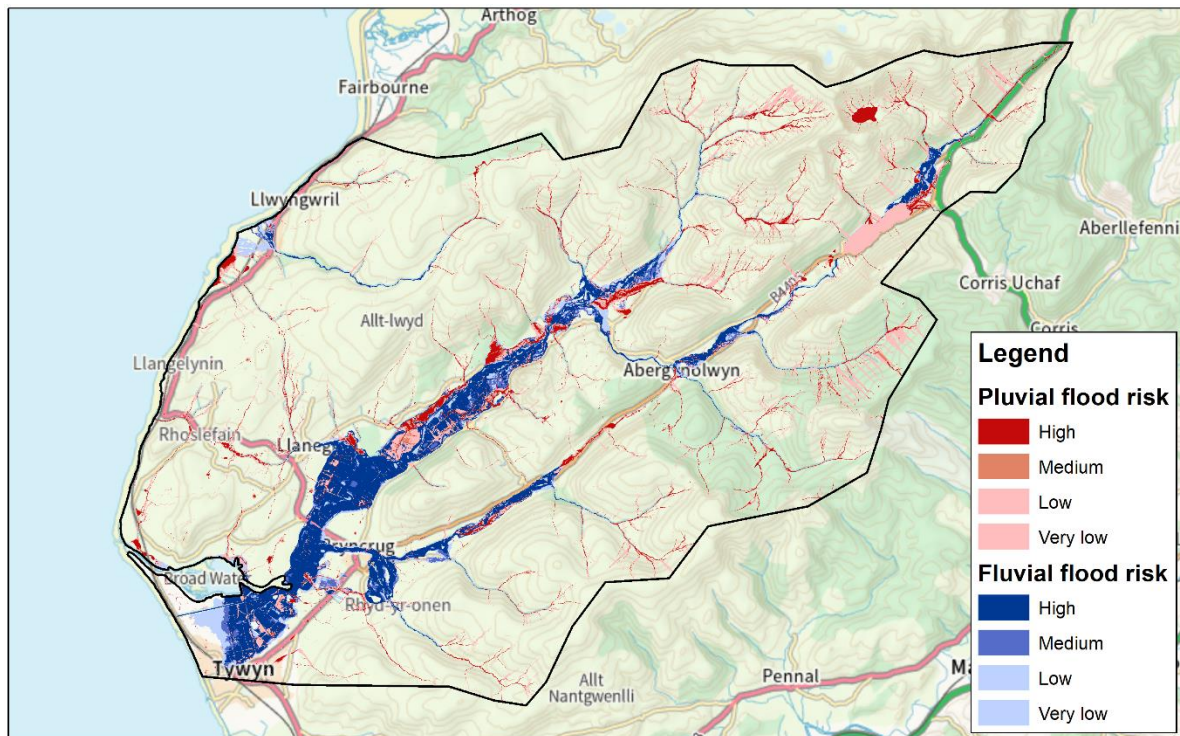 Arthog
Fairbourne
Llwyngwril
Aberllefenni
Corris Uchaf
Corris
Allt-lwyd
B4405
Llangelynin
Rhoslefain
Llaneg
Broad Water
Rhyd-yr-onen
Tywyn
Allt
Nantgwenlli
Pennal
Ma
Legend
Pluvial flood risk
High
Medium
Low
Very low
Fluvial flood risk
High
Medium
Low
Very low